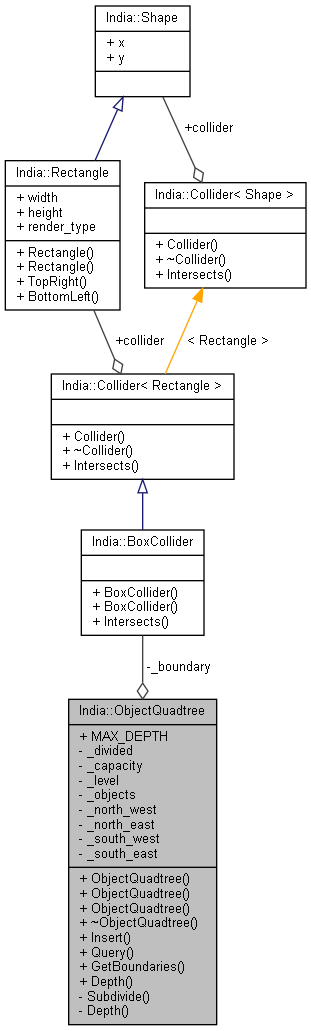 India::Shape
+ x
+ y
+collider
India::Rectangle
+ width
+ height
+ render_type
+ Rectangle()
+ Rectangle()
+ TopRight()
+ BottomLeft()
India::Collider< Shape >
+ Collider()
+ ~Collider()
+ Intersects()
+collider
< Rectangle >
India::Collider< Rectangle >
+ Collider()
+ ~Collider()
+ Intersects()
India::BoxCollider
+ BoxCollider()
+ BoxCollider()
+ Intersects()
-_boundary
India::ObjectQuadtree
+ MAX_DEPTH
- _divided
- _capacity
- _level
- _objects
- _north_west
- _north_east
- _south_west
- _south_east
+ ObjectQuadtree()
+ ObjectQuadtree()
+ ObjectQuadtree()
+ ~ObjectQuadtree()
+ Insert()
+ Query()
+ GetBoundaries()
+ Depth()
- Subdivide()
- Depth()